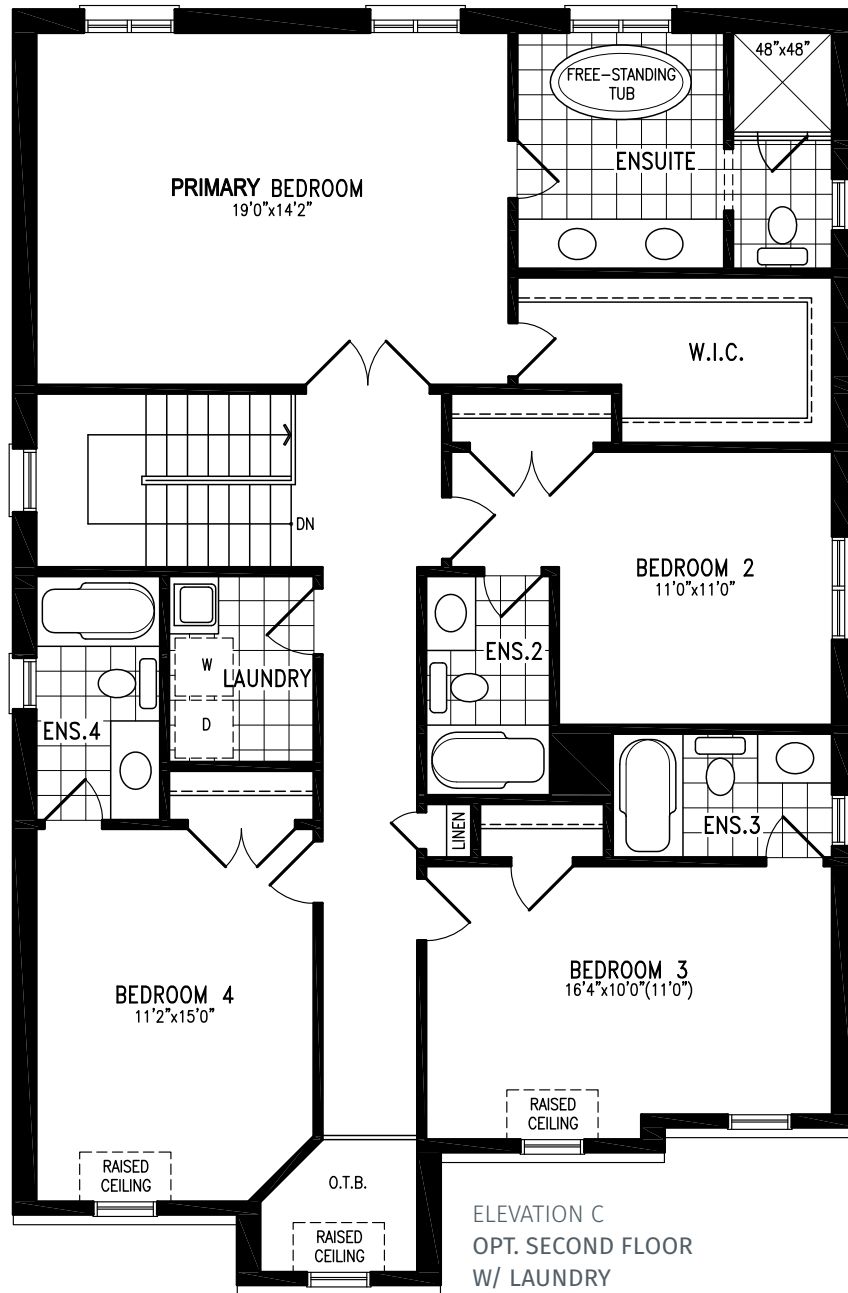 48"x48"
FREE-STANDING
TUB
ENSUITE
PRIMARY BEDROOM
19'0"x14'2"
W.I.C.
DN
BEDROOM 2
11'0"x11'0"
ENS.2
W
LAUNDRY
D
ENS.4
ENS.3
LINEN
BEDROOM 3
16'4"x10'0"(11'0")
BEDROOM 4
11'2"x15'0"
RAISED
CEILING
RAISED
CEILING
O.T.B.
RAISED
CEILING
ELEVATION C
OPT. SECOND FLOOR
W/ LAUNDRY